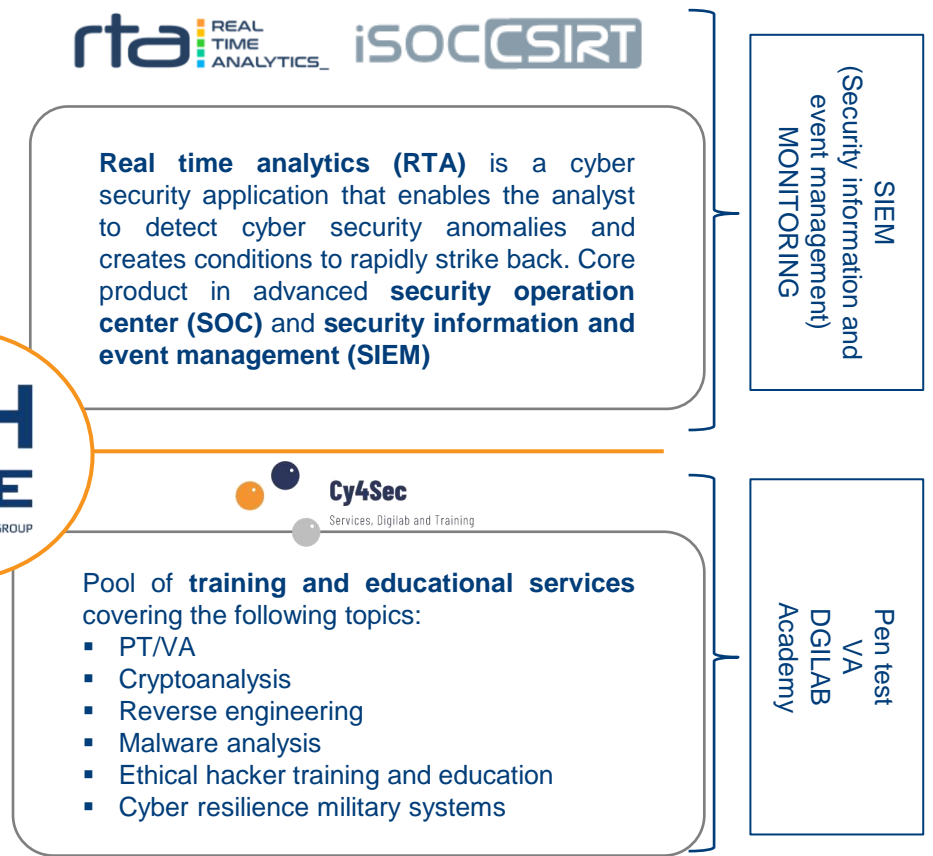 rta REAL
TIME
ANALYTICS_
iSOC CSIRT
Real time analytics (RTA) is a cyber
security application that enables the analyst
to detect cyber security anomalies and
creates conditions to rapidly strike back. Core
product in advanced security operation
center (SOC) and security information and
event management (SIEM)
SIEM
(Security information and
event management)
MONITORING
H
E
GROUP
Cy4Sec
Services, Digilab and Training
Pool of training and educational services
covering the following topics:
▪ PT/VA
▪ Cryptoanalysis
▪ Reverse engineering
▪ Malware analysis
▪ Ethical hacker training and education
▪ Cyber resilience military systems
Pen test
VA
DGILAB
Academy